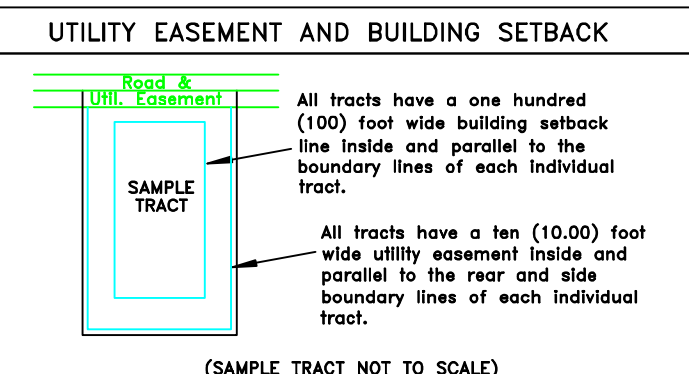 UTILITY EASEMENT AND BUILDING SETBACK
Road &
Util. Easement
All tracts have a one hundred
(100) foot wide building setback
line inside and parallel to the
boundary lines of each individual
tract.
SAMPLE
TRACT
All tracts have a ten (10.00) foot
wide utility easement inside and
parallel to the rear and side
boundary lines of each individual
tract.
(SAMPLE TRACT NOT TO SCALE)